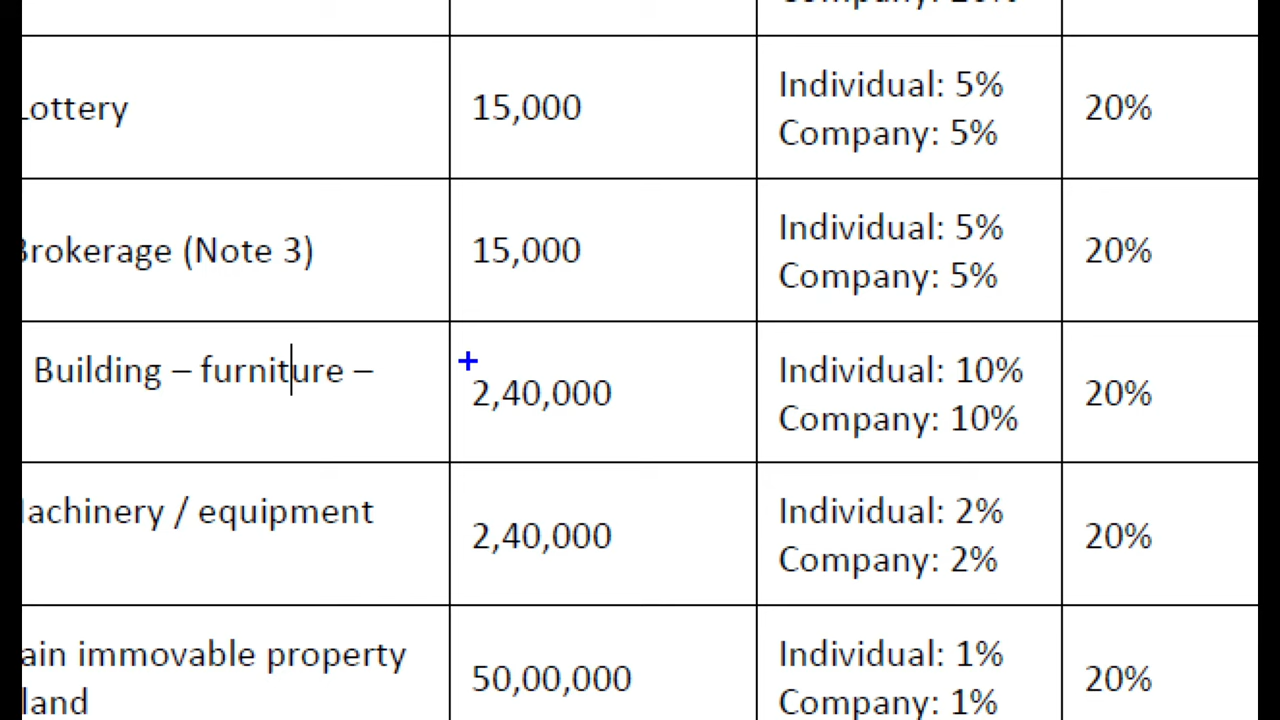 Lottery 15,000 Individual: 5% 20%
Company: 5%
Brokerage (Note 3) 15,000 Individual: 5% 20%
Company: 5%
Building – furniture – 2,40,000 Individual: 10% 20%
Company: 10%
Machinery / equipment 2,40,000 Individual: 2% 20%
Company: 2%
immovable property 50,00,000 Individual: 1% 20%
land Company: 1%